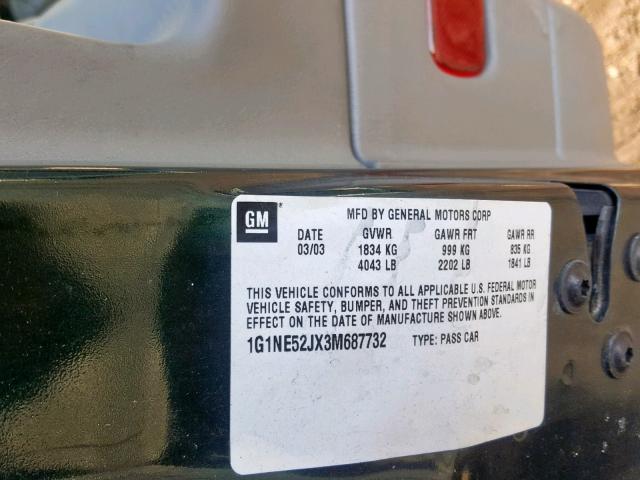 GM
MFD BY GENERAL MOTORS CORP
DATE GVWR GAWR FRT GAWR RR
03/03 1834 KG 999 KG 835 KG
4043 LB 2202 LB 1841 LB
THIS VEHICLE CONFORMS TO ALL APPLICABLE U.S. FEDERAL MOTOR
VEHICLE SAFETY, BUMPER, AND THEFT PREVENTION STANDARDS IN
EFFECT ON THE DATE OF MANUFACTURE SHOWN ABOVE.
1G1NE52JX3M687732 TYPE: PASS CAR